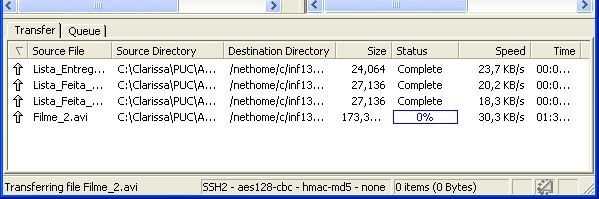 Transfer Queue
Source File Source Directory Destination Directory Size Status Speed Time
Lista_Entreg... C:\Clarissa\PUC\A... /nethome/c/inf13... 24,064 Complete 23,7 KB/s 00:0...
Lista_Feita_... C:\Clarissa\PUC\A... /nethome/c/inf13... 27,136 Complete 20,2 KB/s 00:0...
Lista_Feita_... C:\Clarissa\PUC\A... /nethome/c/inf13... 27,136 Complete 18,3 KB/s 00:0...
Filme_2.avi C:\Clarissa\PUC\A... /nethome/c/inf13... 173,3... 0% 30,3 KB/s 01:3...
Transferring file Filme_2.avi SSH2 - aes128-cbc - hmac-md5 - none 0 items (0 Bytes)